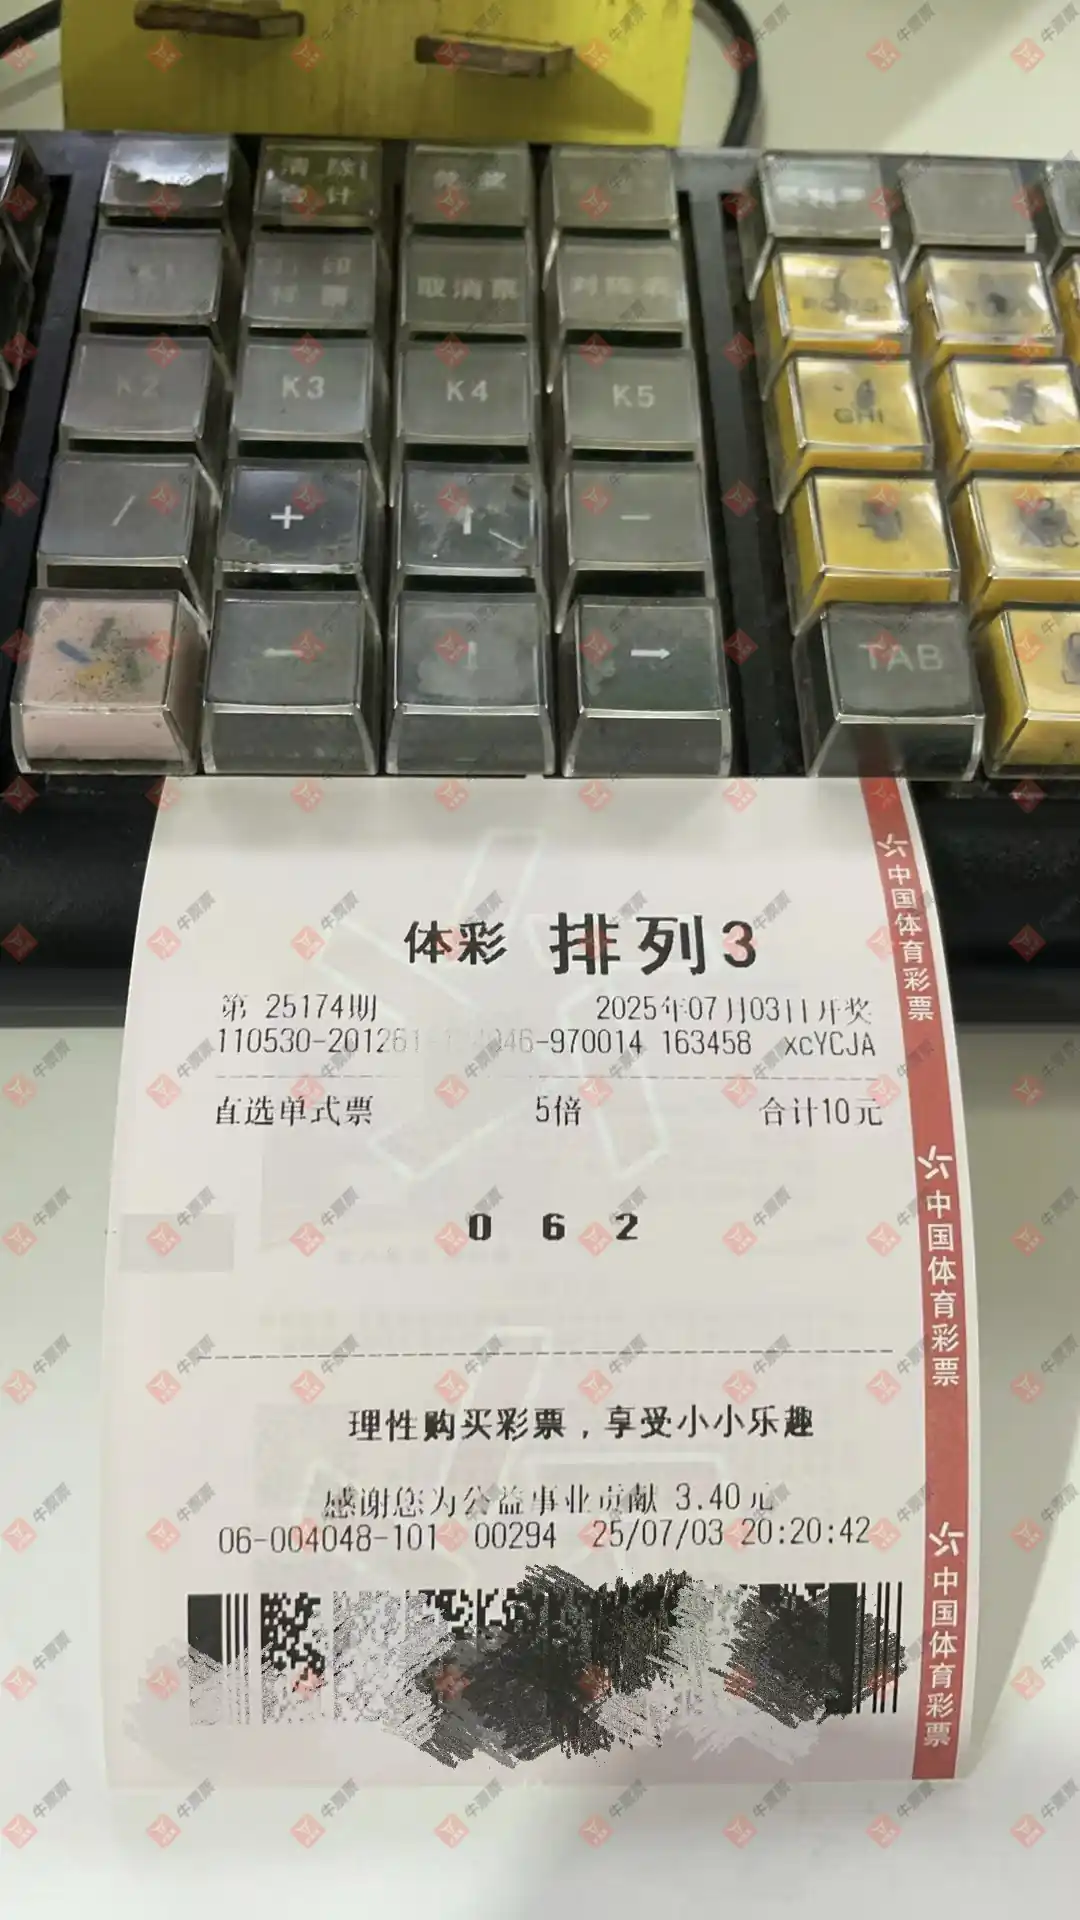 清 除
合 计
取消票
K2
K3
K4
K5
-4
GHI
/
+
-
←
→
TAB
体彩 排列3
第 25174期 2025年07月03日开奖
-970014 163458 xcYCJA
直选单式票 5倍 合计10元
0 6 2
理性购买彩票，享受小小乐趣
感谢您为公益事业贡献 3.40元
06-004048-101 00294 25/07/03 20:20:42
中国体育彩票
中国体育彩票
中国体育彩票
牛票票